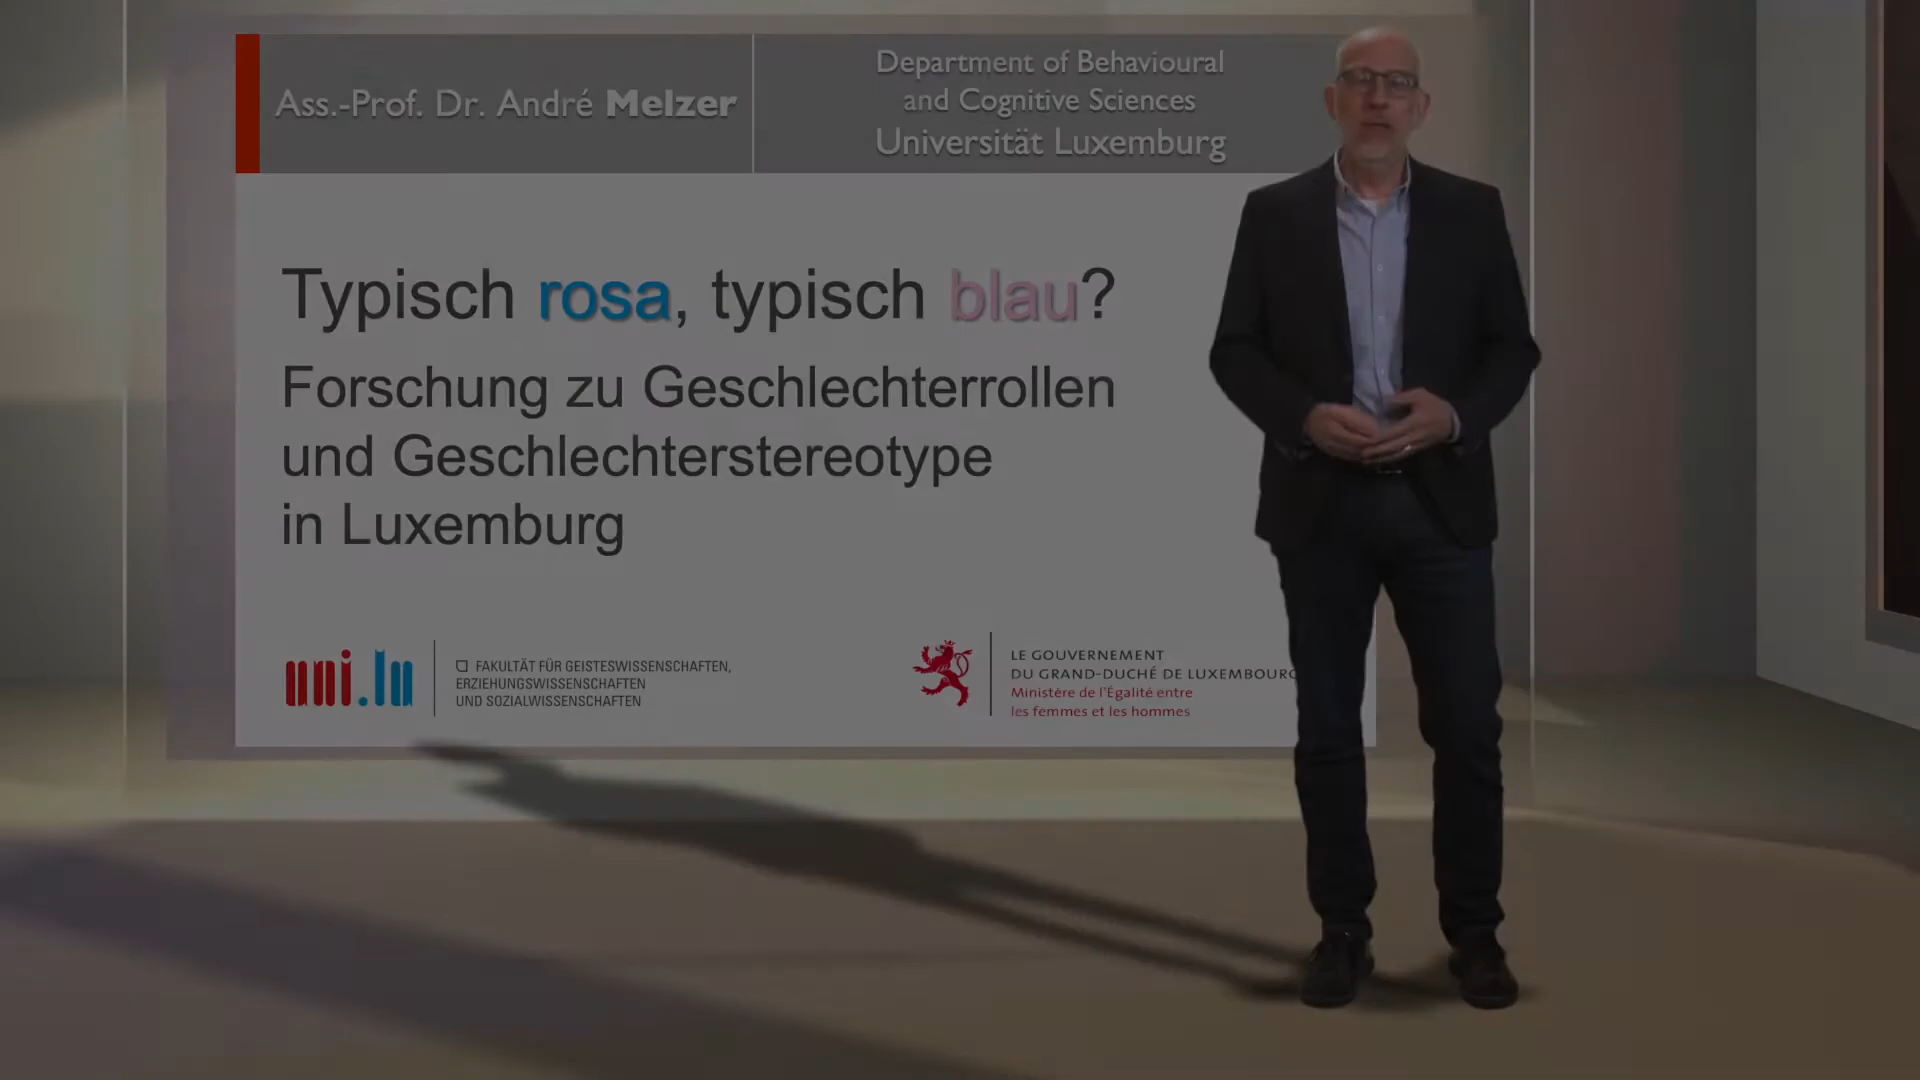 Ass.-Prof. Dr. André Melzer
Department of Behavioural
and Cognitive Sciences
Universität Luxemburg
Typisch rosa, typisch blau?
Forschung zu Geschlechterrollen
und Geschlechterstereotype
in Luxemburg
uni.lu
FAKULTÄT FÜR GEISTESWISSENSCHAFTEN,
ERZIEHUNGSWISSENSCHAFTEN
UND SOZIALWISSENSCHAFTEN
LE GOUVERNEMENT
DU GRAND-DUCHÉ DE LUXEMBOURG
Ministère de l'Égalité entre
les femmes et les hommes